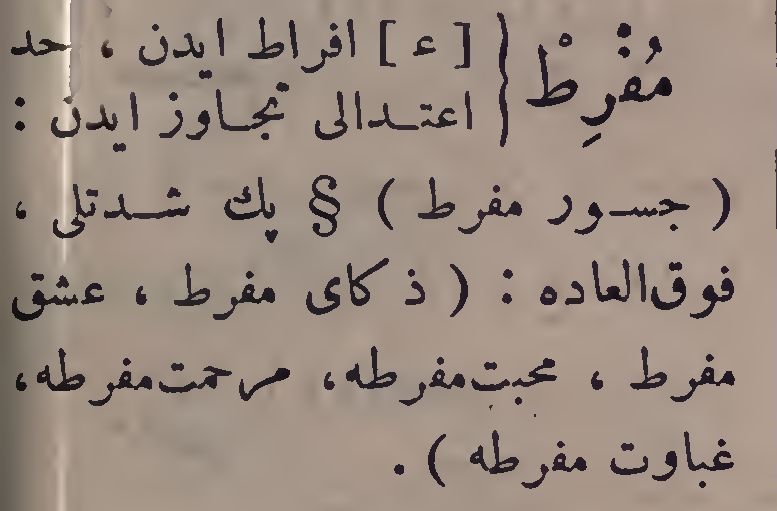 مُفْرِطْ { [ ع ] افراط ایدن ، حد
اعتدالی تجاوز ایدن :
( جسور مفرط ) § پك شدتلی ،
فوق‌العاده : ( ذکای مفرط ، عشق
مفرط ، محبت مفرطه ، مرحمت مفرطه ،
غباوت مفرطه ) .